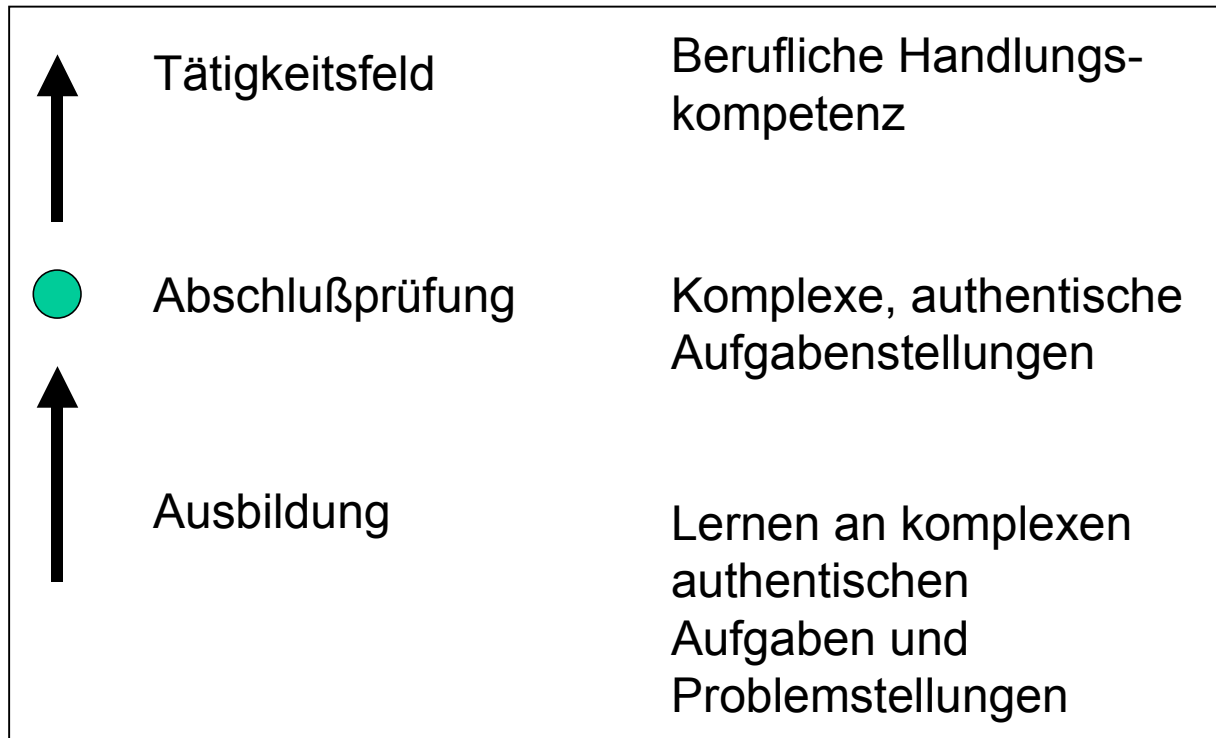 Tätigkeitsfeld
Berufliche Handlungs-
kompetenz
Abschlußprüfung
Komplexe, authentische
Aufgabenstellungen
Ausbildung
Lernen an komplexen
authentischen
Aufgaben und
Problemstellungen